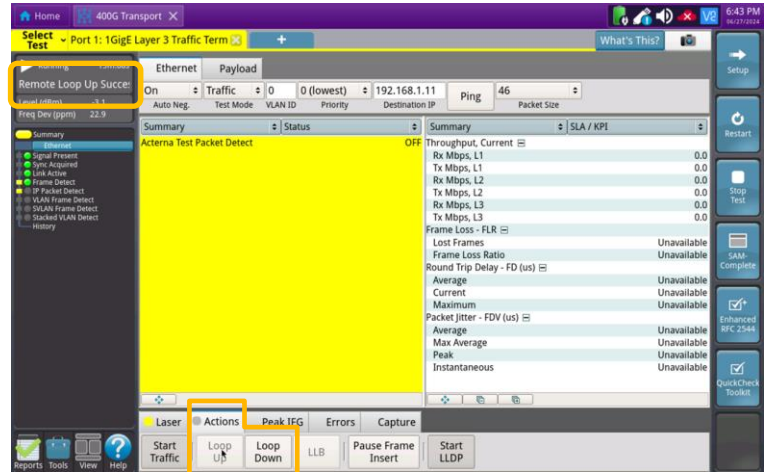 Home
400G Transport
6:43 PM
06/27/2024
Select
Test
Port 1: 1GigE Layer 3 Traffic Term
+
What's This?
Running
Remote Loop Up Succes
Level (dBm) -3.1
Freq Dev (ppm) 22.9
Summary
Ethernet
Signal Present
Sync Acquired
Link Active
Frame Detect
IP Packet Detect
VLAN Frame Detect
SVLAN Frame Detect
Stacked VLAN Detect
History
Ethernet
Payload
On
Traffic
0
0 (lowest)
192.168.1.11
Ping
46
Auto Neg.
Test Mode
VLAN ID
Priority
Destination IP
Packet Size
Summary
Status
Acterna Test Packet Detect OFF
Summary
SLA / KPI
Throughput, Current
Rx Mbps, L1 0.0
Tx Mbps, L1 0.0
Rx Mbps, L2 0.0
Tx Mbps, L2 0.0
Rx Mbps, L3 0.0
Tx Mbps, L3 0.0
Frame Loss - FLR
Lost Frames Unavailable
Frame Loss Ratio Unavailable
Round Trip Delay - FD (us)
Average Unavailable
Current Unavailable
Maximum Unavailable
Packet Jitter - FDV (us)
Average Unavailable
Max Average Unavailable
Peak Unavailable
Instantaneous Unavailable
Setup
Restart
Stop
Test
SAM-
Complete
Enhanced
RFC 2544
QuickCheck
Toolkit
Laser
Actions
Peak IFG
Errors
Capture
Start
Traffic
Loop
Up
Loop
Down
LLB
Pause Frame
Insert
Start
LLDP
Reports
Tools
View
Help